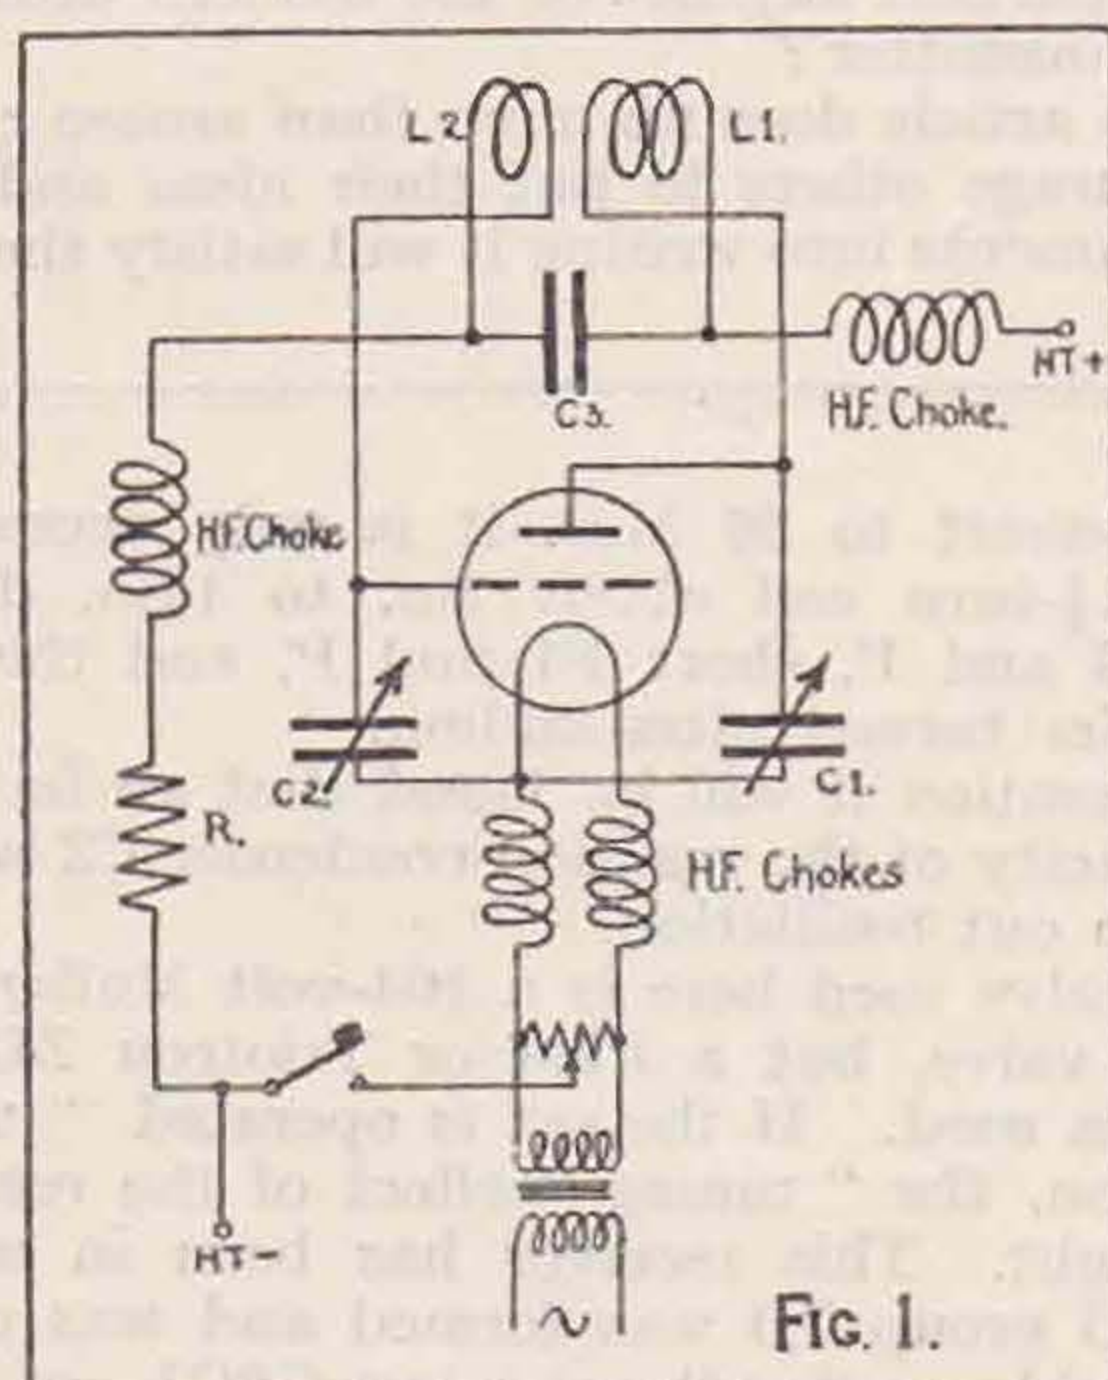 L2
L1.
HT+
C3.
H.F. Choke.
H.F. Choke
C2.
C1.
R.
H.F. Chokes
HT-
FIG. 1.